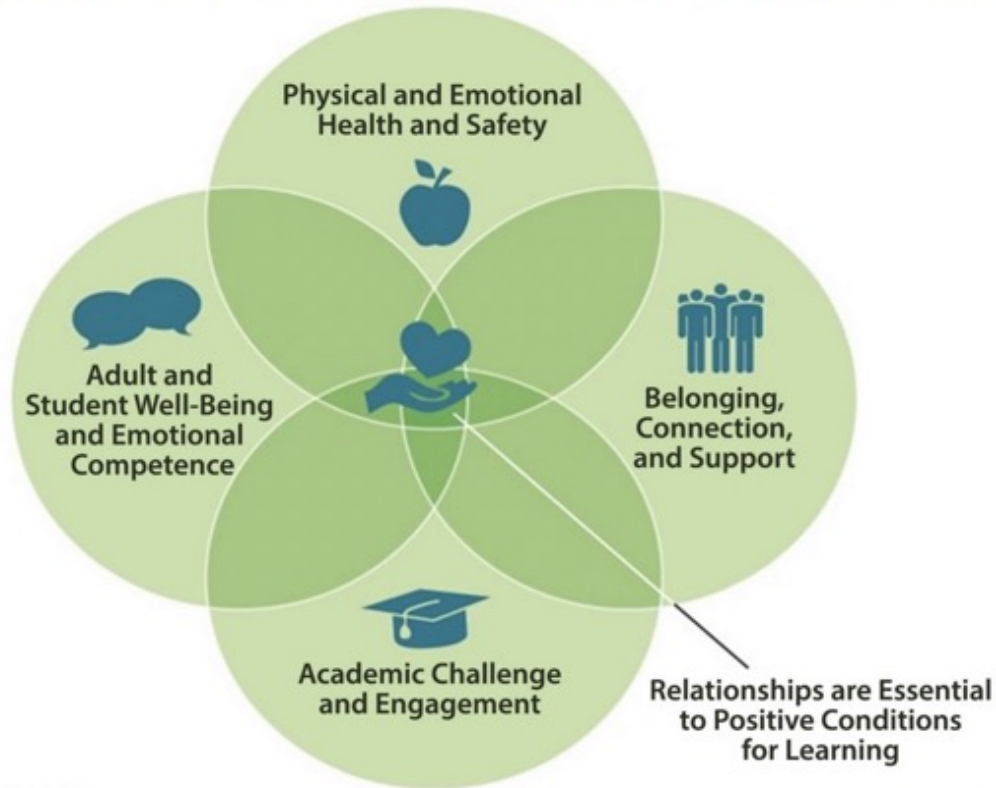 Physical and Emotional
Health and Safety
Adult and
Student Well-Being
and Emotional
Competence
Belonging,
Connection,
and Support
Academic Challenge
and Engagement
Relationships are Essential
to Positive Conditions
for Learning